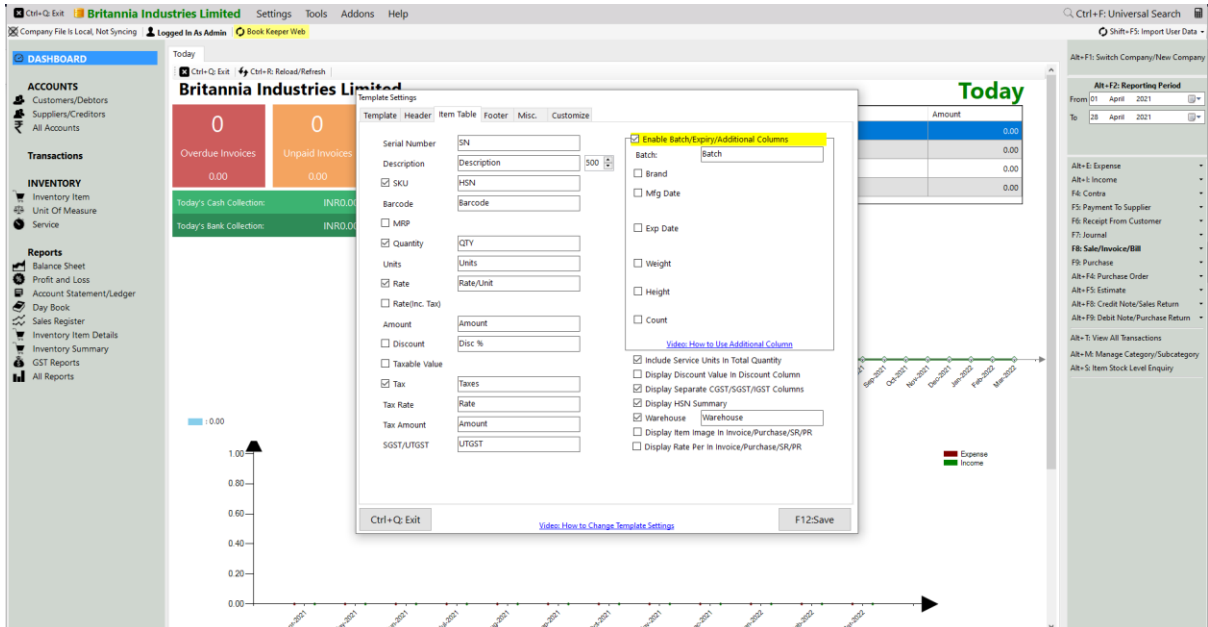 Ctrl+Q: Exit Britannia Industries Limited Settings Tools Addons Help Ctrl+F: Universal Search
Company File Is Local, Not Syncing Logged In As Admin Book Keeper Web Shift+F5: Import User Data
DASHBOARD
ACCOUNTS
Customers/Debtors
Suppliers/Creditors
All Accounts
Transactions
INVENTORY
Inventory Item
Unit Of Measure
Service
Reports
Balance Sheet
Profit and Loss
Account Statement/Ledger
Day Book
Sales Register
Inventory Item Details
Inventory Summary
GST Reports
All Reports
Today
Ctrl+Q: Exit Ctrl+R: Reload/Refresh
Britannia Industries Limited
Today
0
Overdue Invoices
0.00
0
Unpaid Invoices
0.00
Today's Cash Collection: INR0.00
Today's Bank Collection: INR0.00
Amount
0.00
0.00
0.00
0.00
Template Settings
Template Header Item Table Footer Misc. Customize
Serial Number SN
Description Description 500
SKU HSN
Barcode Barcode
MRP
Quantity QTY
Units Units
Rate Rate/Unit
Rate(Inc. Tax)
Amount Amount
Discount Disc %
Taxable Value
Tax Taxes
Tax Rate Rate
Tax Amount Amount
SGST/UTGST UTGST
Enable Batch/Expiry/Additional Columns
Batch: Batch
Brand
Mfg Date
Exp Date
Weight
Height
Count
Video: How to Use Additional Column
Include Service Units In Total Quantity
Display Discount Value In Discount Column
Display Separate CGST/SGST/IGST Columns
Display HSN Summary
Warehouse Warehouse
Display Item Image In Invoice/Purchase/SR/PR
Display Rate Per In Invoice/Purchase/SR/PR
Ctrl+Q: Exit Video: How to Change Template Settings F12:Save
Sep-2021 Oct-2021 Nov-2021 Dec-2021 Jan-2022 Feb-2022 Mar-2022
: 0.00
1.00
0.80
0.60
0.40
0.20
0.00
Expense
Income
Alt+F1: Switch Company/New Company
Alt+F2: Reporting Period
From 01 April 2021
To 28 April 2021
Alt+E: Expense
Alt+I: Income
F4: Contra
F5: Payment To Supplier
F6: Receipt From Customer
F7: Journal
F8: Sale/Invoice/Bill
F9: Purchase
Alt+F4: Purchase Order
Alt+F5: Estimate
Alt+F8: Credit Note/Sales Return
Alt+F9: Debit Note/Purchase Return
Alt+T: View All Transactions
Alt+M: Manage Category/Subcategory
Alt+S: Item Stock Level Enquiry